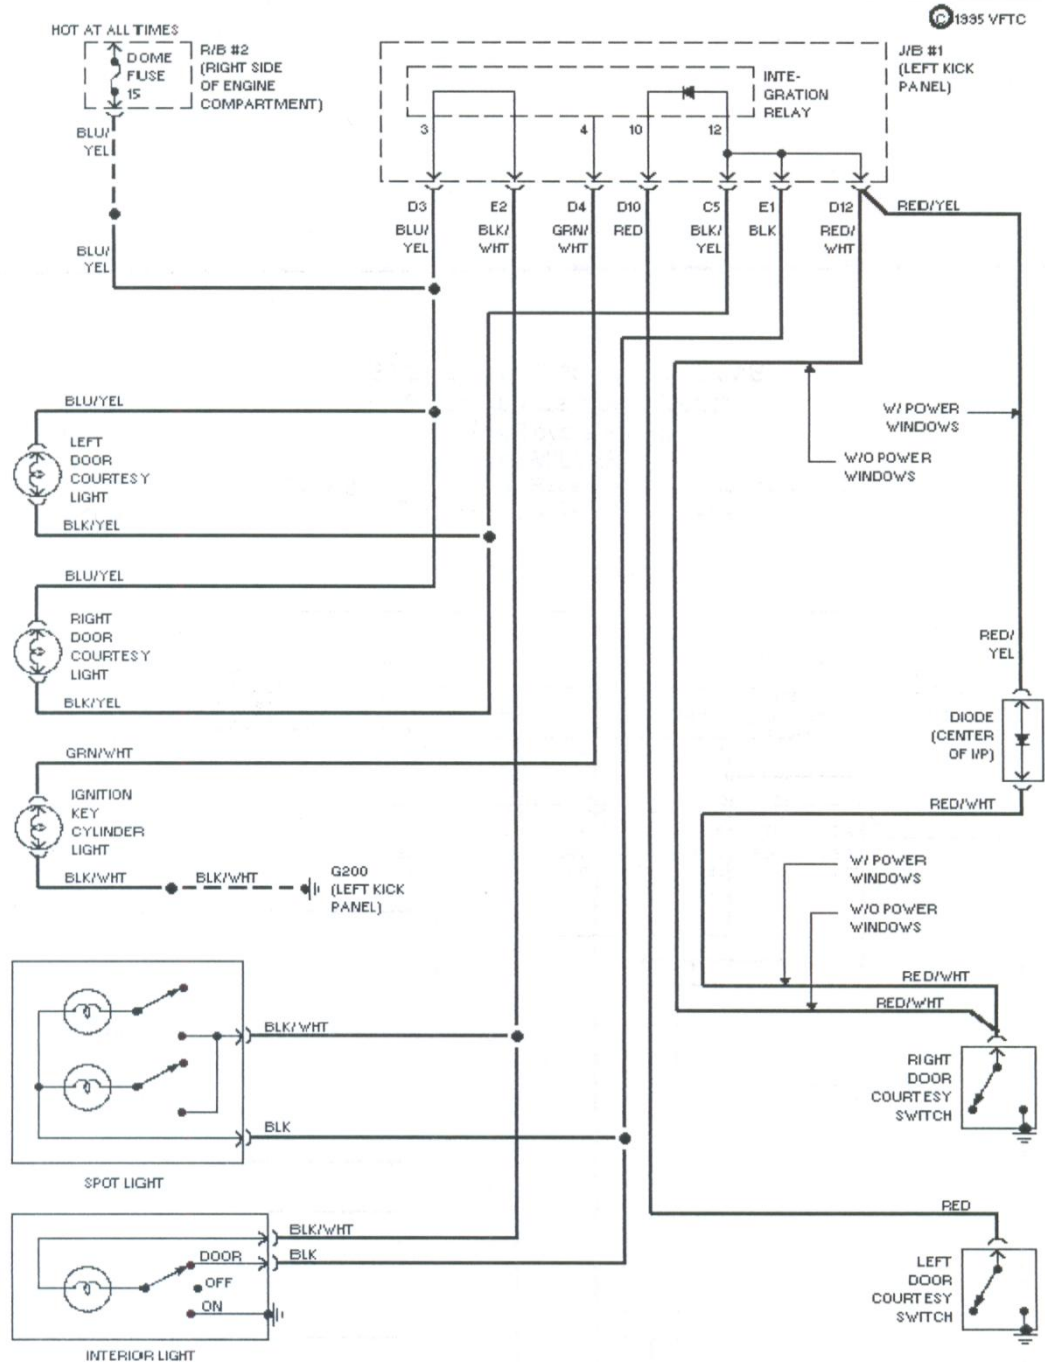 © 1995 VFTC
HOT AT ALL TIMES
DOME
FUSE
15
R/B #2
(RIGHT SIDE
OF ENGINE
COMPARTMENT)
J/B #1
(LEFT KICK
PANEL)
INTE-
GRATION
RELAY
3
4
10
12
BLU/
YEL
D3
E2
D4
D10
C5
E1
D12
RED/YEL
BLU/
YEL
BLK/
WHT
GRN/
WHT
RED
BLK/
YEL
BLK
RED/
WHT
BLU/
YEL
BLU/YEL
W/ POWER
WINDOWS
LEFT
DOOR
COURTESY
LIGHT
W/O POWER
WINDOWS
BLK/YEL
BLU/YEL
RIGHT
DOOR
COURTESY
LIGHT
RED/
YEL
BLK/YEL
DIODE
(CENTER
OF I/P)
GRN/WHT
IGNITION
KEY
CYLINDER
LIGHT
RED/WHT
BLK/WHT
BLK/WHT
G200
(LEFT KICK
PANEL)
W/ POWER
WINDOWS
W/O POWER
WINDOWS
RED/WHT
RED/WHT
BLK/WHT
RIGHT
DOOR
COURTESY
SWITCH
BLK
SPOT LIGHT
RED
BLK/WHT
DOOR
BLK
OFF
ON
LEFT
DOOR
COURTESY
SWITCH
INTERIOR LIGHT